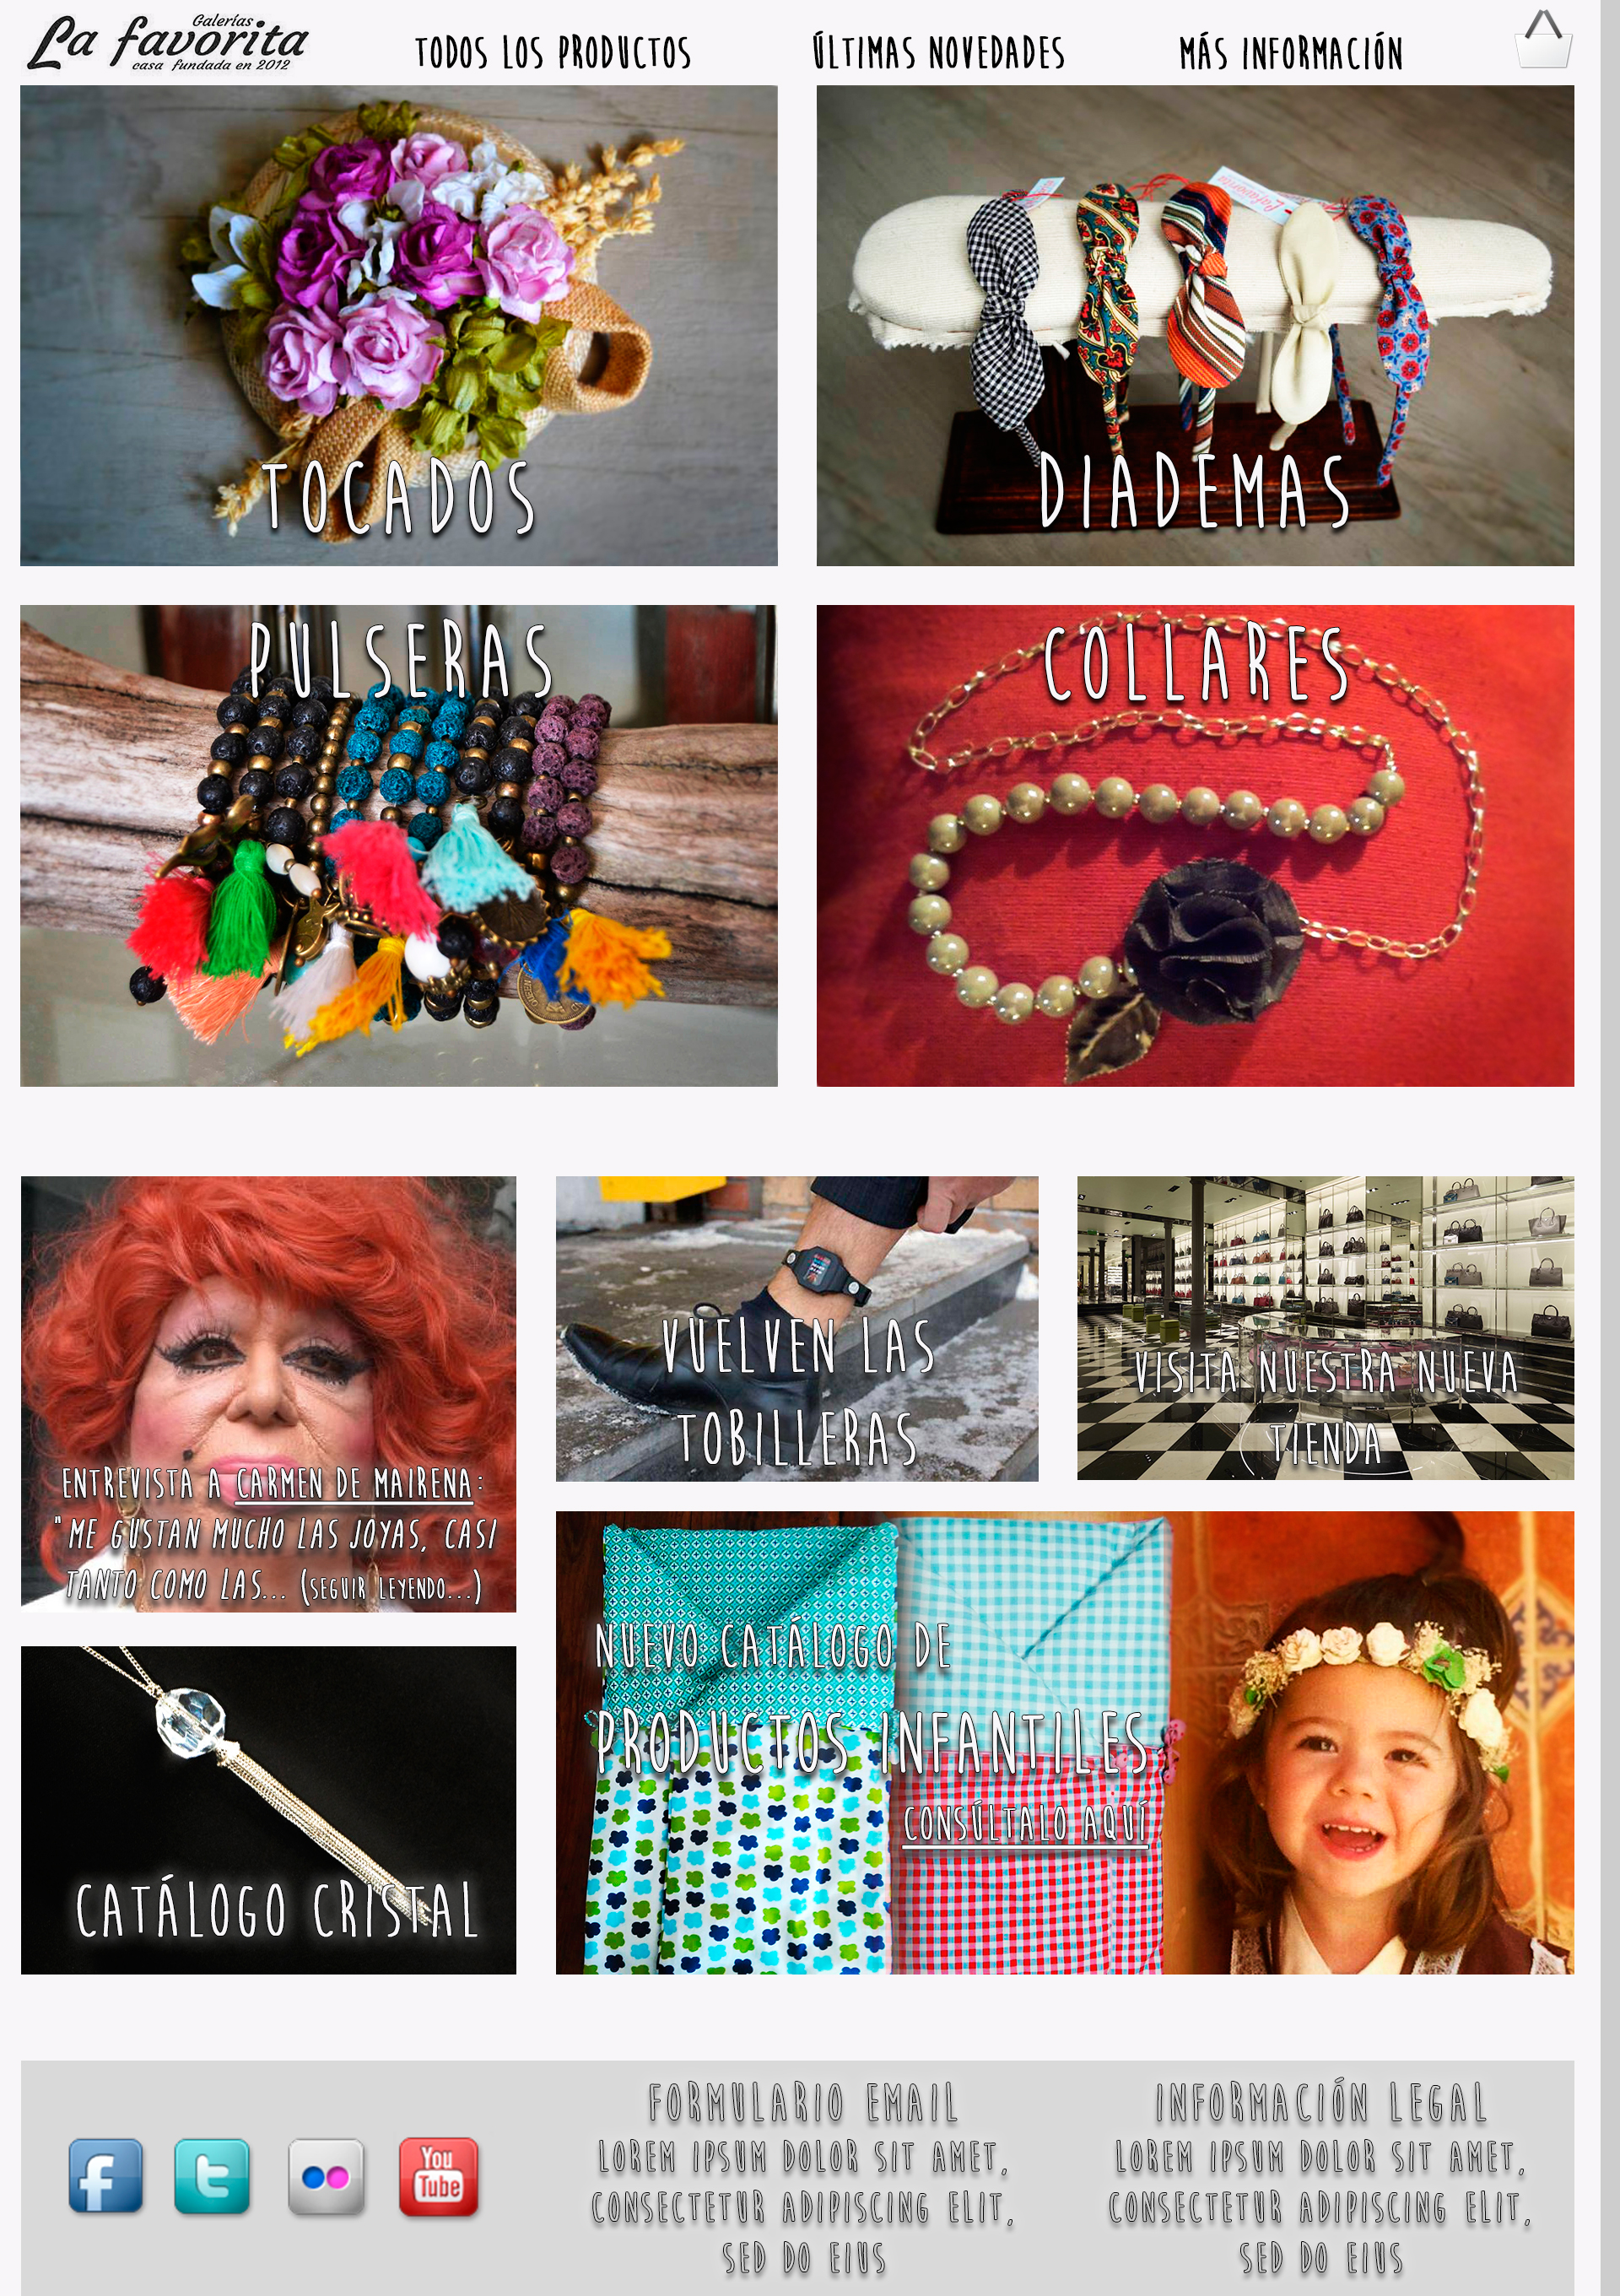 Galerías
La favorita
casa fundada en 2012
TODOS LOS PRODUCTOS
ÚLTIMAS NOVEDADES
MÁS INFORMACIÓN
TOCADOS
Lafavorita
DIADEMAS
PULSERAS
COLLARES
ENTREVISTA A CARMEN DE MAIRENA:
"ME GUSTAN MUCHO LAS JOYAS, CASI
TANTO COMO LAS... (SEGUIR LEYENDO...)
VUELVEN LAS
TOBILLERAS
VISITA NUESTRA NUEVA
TIENDA
CATÁLOGO CRISTAL
NUEVO CATÁLOGO DE
PRODUCTOS INFANTILES
CONSÚLTALO AQUÍ
f
t
You
Tube
FORMULARIO EMAIL
LOREM IPSUM DOLOR SIT AMET,
CONSECTETUR ADIPISCING ELIT,
SED DO EIUS
INFORMACIÓN LEGAL
LOREM IPSUM DOLOR SIT AMET,
CONSECTETUR ADIPISCING ELIT,
SED DO EIUS